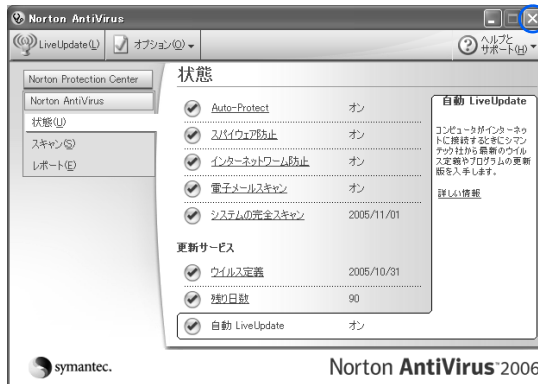 Norton AntiVirus
LiveUpdate(L)
オプション(O)
ヘルプと
サポート(H)
Norton Protection Center
Norton AntiVirus
状態(U)
スキャン(S)
レポート(E)
状態
Auto-Protect オン
スパイウェア防止 オン
インターネットワーム防止 オン
電子メールスキャン オン
システムの完全スキャン 2005/11/01
更新サービス
ウイルス定義 2005/10/31
残り日数 90
自動 LiveUpdate オン
自動 LiveUpdate
コンピュータがインターネッ
トに接続するときにシマン
テック社から最新のウイル
ス定義やプログラムの更新
版を入手します。
詳しい情報
symantec.
Norton AntiVirus 2006